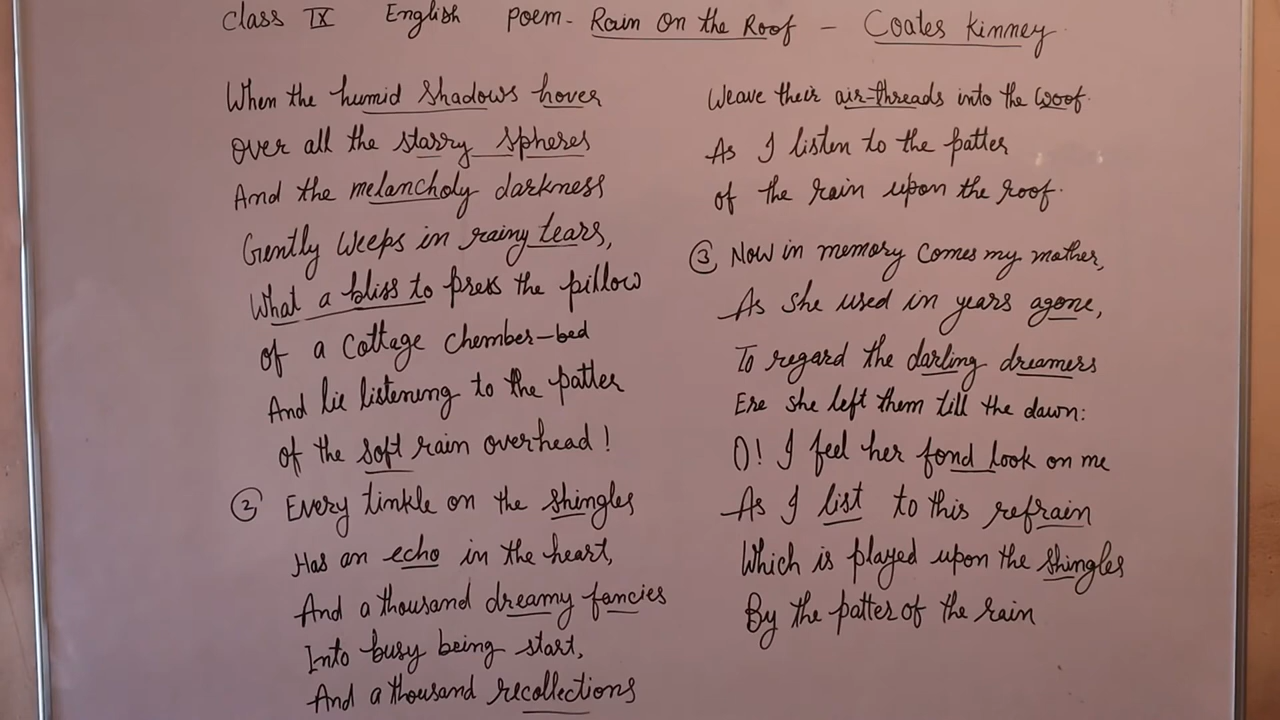 Class IX English Poem - Rain On the Roof - Coates Kinney
When the humid shadows hover
Over all the starry spheres
And the melancholy darkness
Gently weeps in rainy tears,
What a bliss to press the pillow
of a cottage chember-bed
And lie listening to the patter
of the soft rain overhead!
② Every tinkle on the shingles
Has an echo in the heart,
And a thousand dreamy fancies
Into busy being start,
And a thousand recollections
Weave their air-threads into the woof.
As I listen to the patter
of the rain upon the roof.
③ Now in memory comes my mother,
As she used in years agone,
To regard the darling dreamers
Ere she left them till the dawn:
O! I feel her fond look on me
As I list to this refrain
Which is played upon the shingles
By the patter of the rain